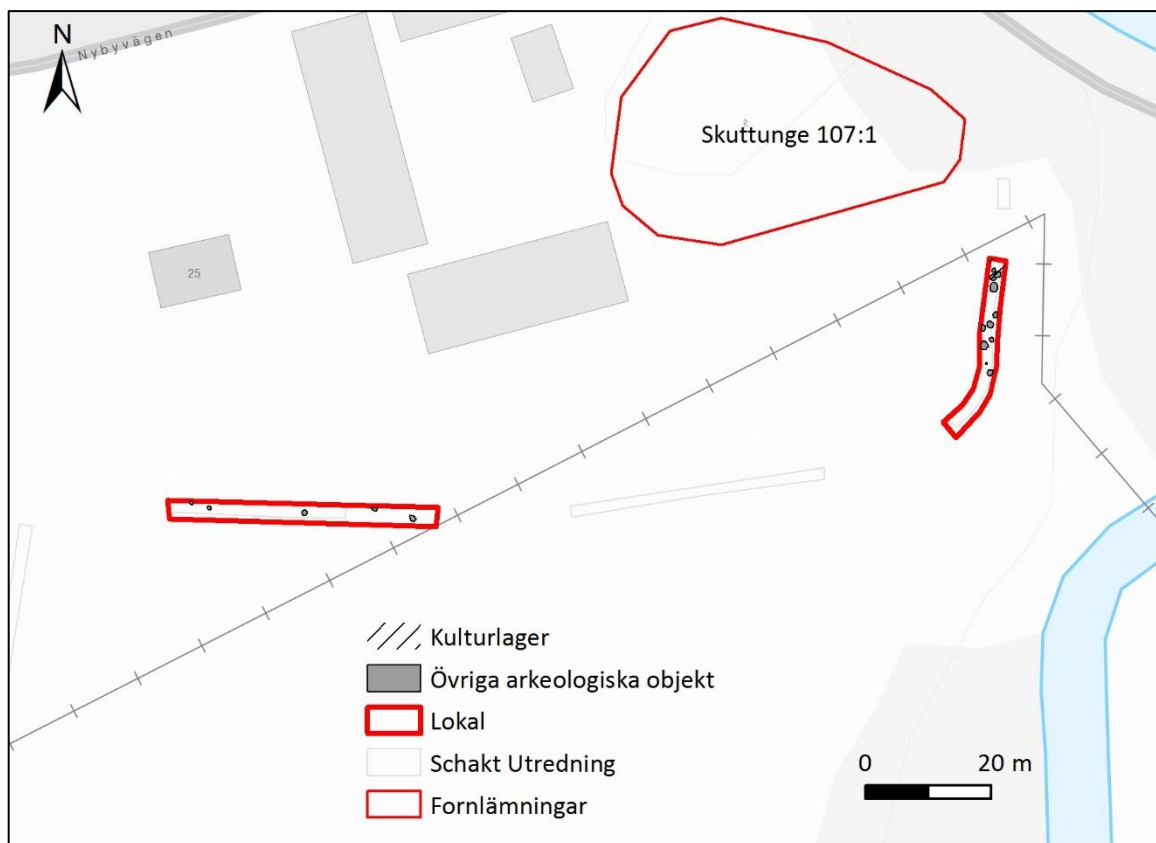 N
Nybyvägen
Skuttunge 107:1
R
25
Kulturlager
Övriga arkeologiska objekt
Lokal
Schakt Utredning
Fornlämningar
0 20 m